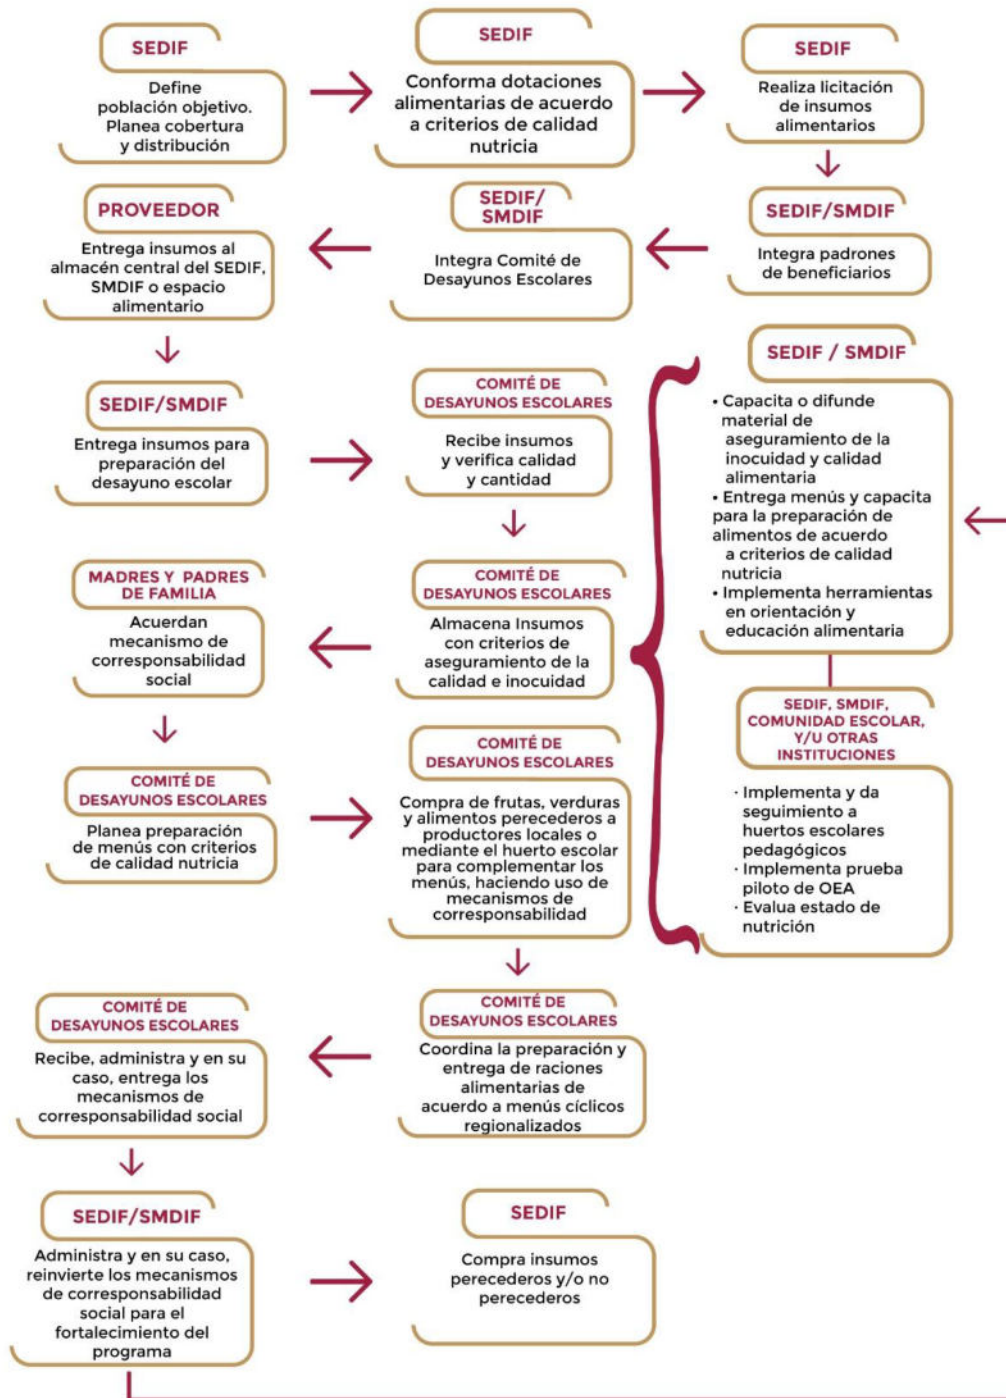 SEDIF
Define
población objetivo.
Planea cobertura
y distribución
SEDIF
Conforma dotaciones
alimentarias de acuerdo
a criterios de calidad
nutricia
SEDIF
Realiza licitación
de insumos
alimentarios
SEDIF/SMDIF
Integra padrones
de beneficiarios
SEDIF/
SMDIF
Integra Comité de
Desayunos Escolares
PROVEEDOR
Entrega insumos al
almacén central del SEDIF,
SMDIF o espacio
alimentario
SEDIF/SMDIF
Entrega insumos para
preparación del
desayuno escolar
COMITÉ DE
DESAYUNOS ESCOLARES
Recibe insumos
y verifica calidad
y cantidad
COMITÉ DE
DESAYUNOS ESCOLARES
Almacena Insumos
con criterios de
aseguramiento de la
calidad e inocuidad
MADRES Y PADRES
DE FAMILIA
Acuerdan
mecanismo de
corresponsabilidad
social
COMITÉ DE
DESAYUNOS ESCOLARES
Planea preparación
de menús con criterios
de calidad nutricia
COMITÉ DE
DESAYUNOS ESCOLARES
Compra de frutas, verduras
y alimentos perecederos a
productores locales o
mediante el huerto escolar
para complementar los
menús, haciendo uso de
mecanismos de
corresponsabilidad
SEDIF / SMDIF
• Capacita o difunde
material de
aseguramiento de la
inocuidad y calidad
alimentaria
• Entrega menús y capacita
para la preparación de
alimentos de acuerdo
a criterios de calidad
nutricia
• Implementa herramientas
en orientación y
educación alimentaria
SEDIF, SMDIF,
COMUNIDAD ESCOLAR,
Y/U OTRAS
INSTITUCIONES
· Implementa y da
seguimiento a
huertos escolares
pedagógicos
· Implementa prueba
piloto de OEA
· Evalua estado de
nutrición
COMITÉ DE
DESAYUNOS ESCOLARES
Coordina la preparación y
entrega de raciones
alimentarias de
acuerdo a menús cíclicos
regionalizados
COMITÉ DE
DESAYUNOS ESCOLARES
Recibe, administra y en su
caso, entrega los
mecanismos de
corresponsabilidad social
SEDIF/SMDIF
Administra y en su caso,
reinvierte los mecanismos
de corresponsabilidad
social para el
fortalecimiento del
programa
SEDIF
Compra insumos
perecederos y/o no
perecederos